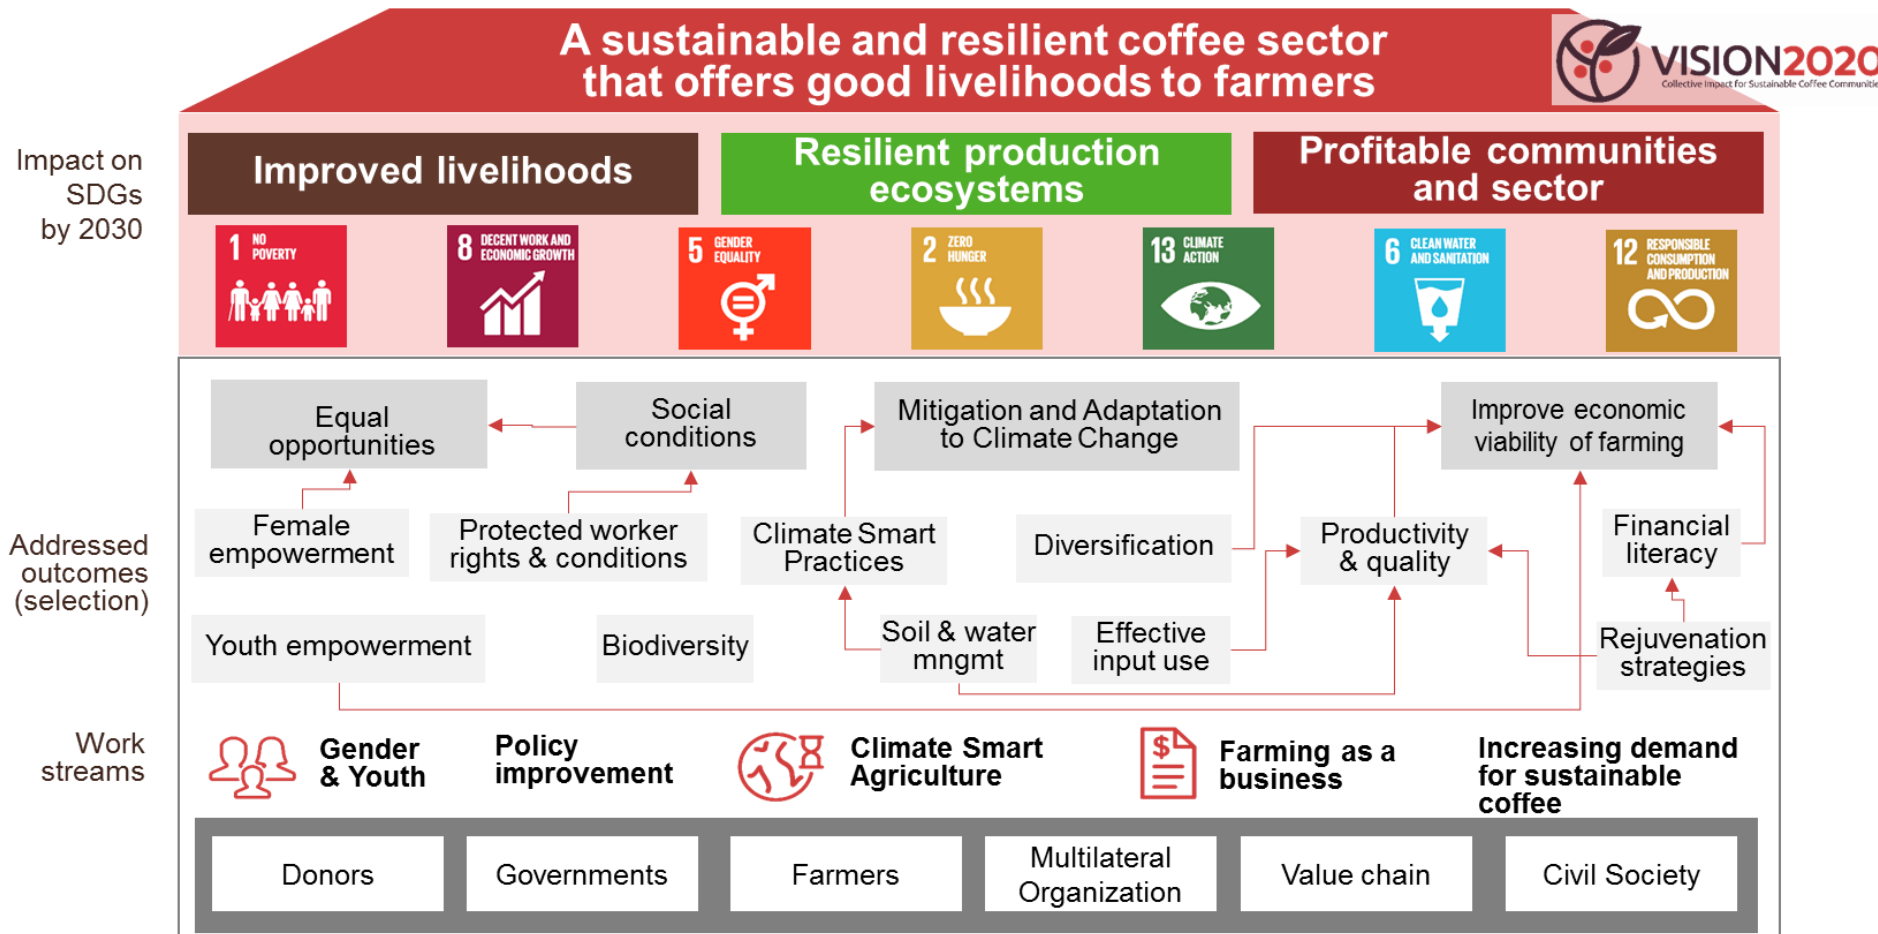 A sustainable and resilient coffee sector
that offers good livelihoods to farmers
VISION2020
Collective Impact for Sustainable Coffee Communitie
Impact on
SDGs
by 2030
Improved livelihoods
Resilient production
ecosystems
Profitable communities
and sector
1 NO
POVERTY
8 DECENT WORK AND
ECONOMIC GROWTH
5 GENDER
EQUALITY
2 ZERO
HUNGER
13 CLIMATE
ACTION
6 CLEAN WATER
AND SANITATION
12 RESPONSIBLE
CONSUMPTION
AND PRODUCTION
Equal
opportunities
Social
conditions
Mitigation and Adaptation
to Climate Change
Improve economic
viability of farming
Addressed
outcomes
(selection)
Female
empowerment
Protected worker
rights & conditions
Climate Smart
Practices
Diversification
Productivity
& quality
Financial
literacy
Youth empowerment
Biodiversity
Soil & water
mngmt
Effective
input use
Rejuvenation
strategies
Work
streams
Gender
& Youth
Policy
improvement
Climate Smart
Agriculture
$
Farming as a
business
Increasing demand
for sustainable
coffee
Donors
Governments
Farmers
Multilateral
Organization
Value chain
Civil Society